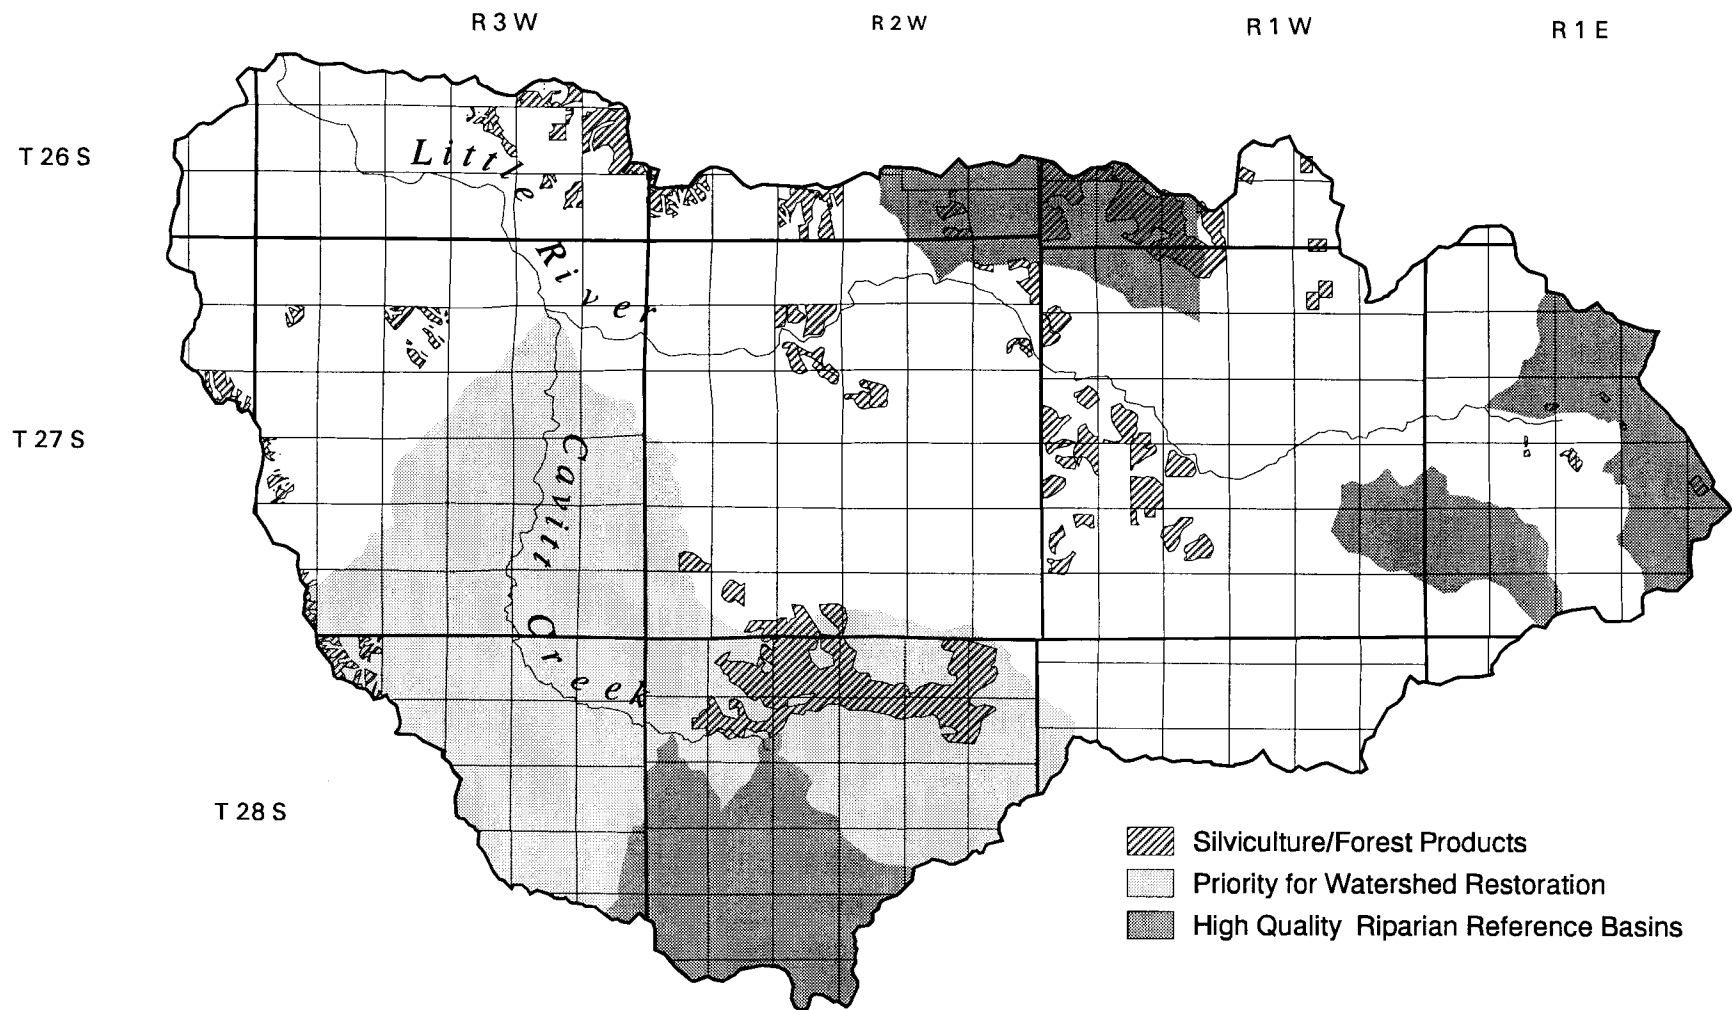 R 3 W
R 2 W
R 1 W
R 1 E
T 26 S
Little
River
T 27 S
Cavitt
Creek
T 28 S
Silviculture/Forest Products
Priority for Watershed Restoration
High Quality Riparian Reference Basins